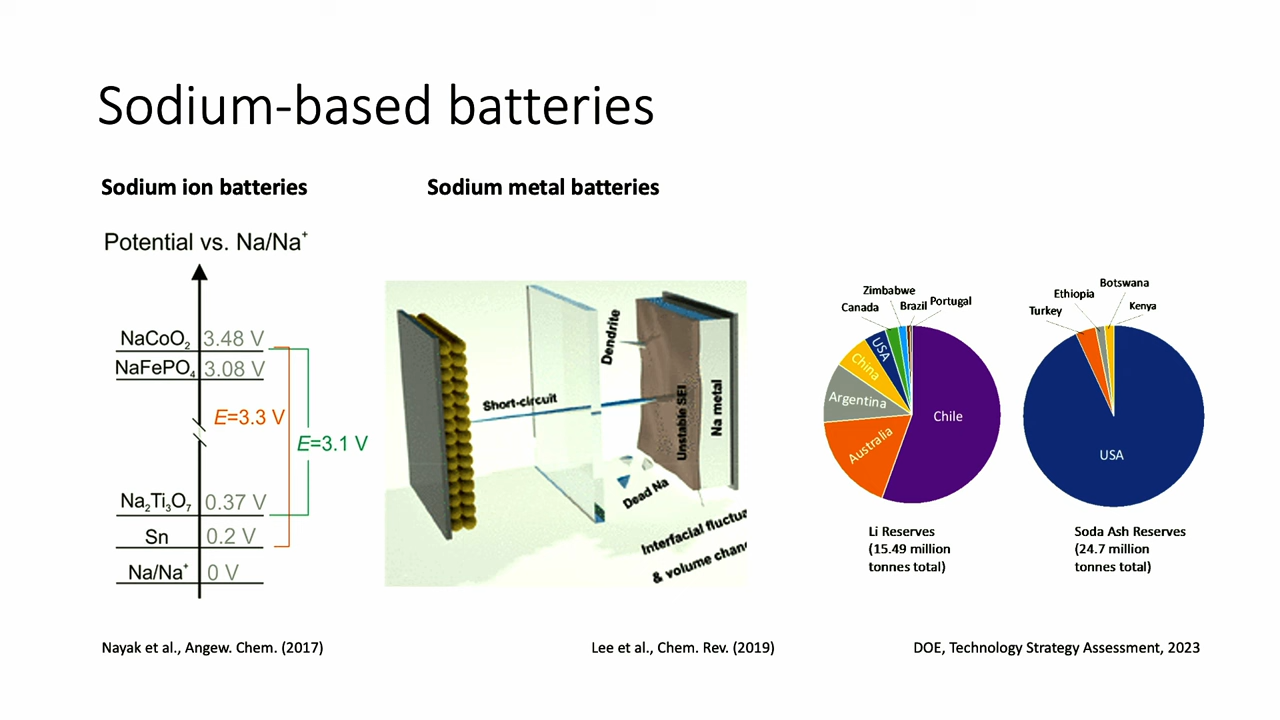 Sodium-based batteries
Sodium ion batteries
Sodium metal batteries
Potential vs. Na/Na⁺
NaCoO₂ 3.48 V
NaFePO₄ 3.08 V
E=3.3 V
E=3.1 V
Na₂Ti₃O₇ 0.37 V
Sn 0.2 V
Na/Na⁺ 0 V
Dendrite
Short-circuit
Unstable SEI
Na metal
Dead Na
Interfacial fluctua
& volume chan
Zimbabwe
Canada
Brazil
Portugal
USA
China
Argentina
Australia
Chile
Li Reserves
(15.49 million
tonnes total)
Botswana
Ethiopia
Kenya
Turkey
USA
Soda Ash Reserves
(24.7 million
tonnes total)
Nayak et al., Angew. Chem. (2017)
Lee et al., Chem. Rev. (2019)
DOE, Technology Strategy Assessment, 2023